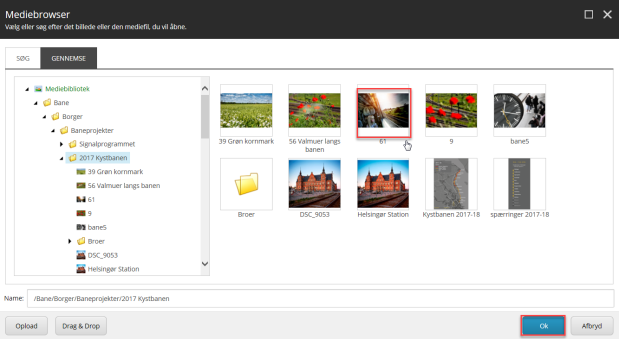 Mediebrowser
Vælg eller søg efter det billede eller den mediefil, du vil åbne.
SØG
GENNEMSE
Mediebibliotek
Bane
Borger
Baneprojekter
Signalprogrammet
2017 Kystbanen
39 Grøn kornmark
56 Valmuer langs banen
61
9
bane5
Broer
DSC_9053
Helsingør Station
39 Grøn kornmark
56 Valmuer langs
banen
61
9
bane5
Broer
DSC_9053
Helsingør Station
Kystbanen 2017-18
spærringer 2017-18
Name: /Bane/Borger/Baneprojekter/2017 Kystbanen
Opload
Drag & Drop
Ok
Afbryd